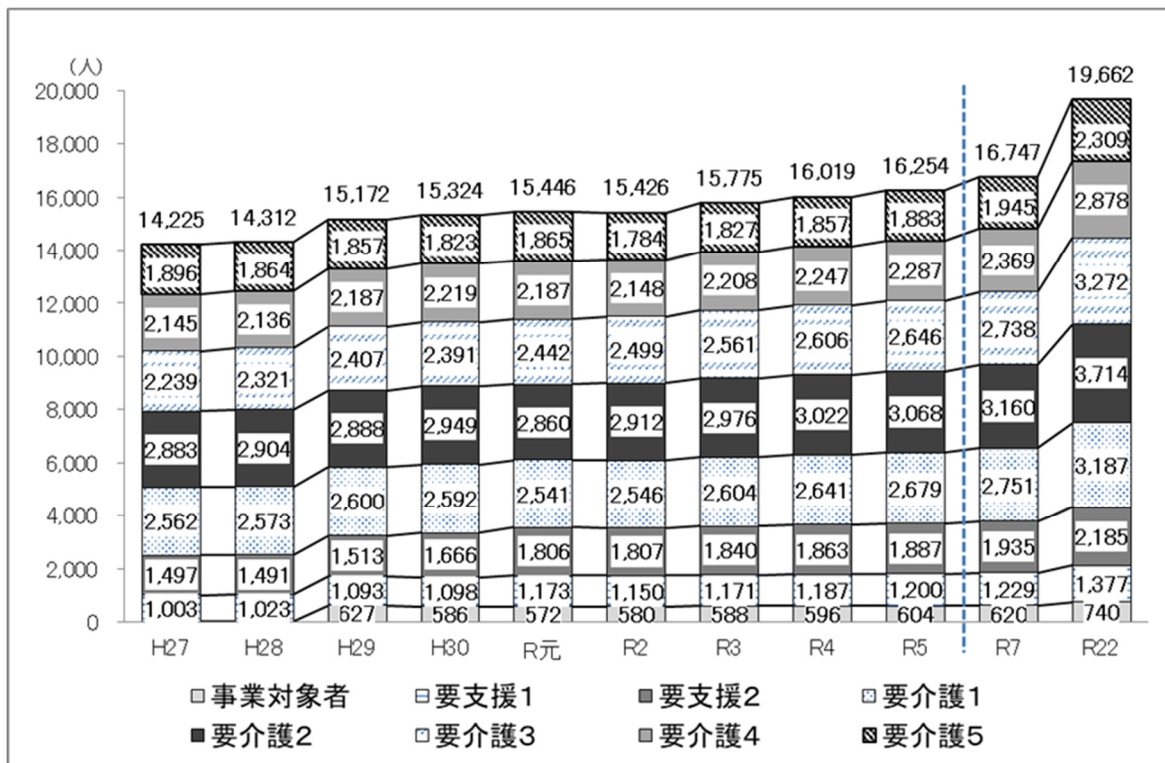 (人)
20,000
18,000
16,000
14,000
12,000
10,000
8,000
6,000
4,000
2,000
0
14,225 14,312 15,172 15,324 15,446 15,426 15,775 16,019 16,254 16,747 19,662
1,896 1,864 1,857 1,823 1,865 1,784 1,827 1,857 1,883 1,945 2,309
2,145 2,136 2,187 2,219 2,187 2,148 2,208 2,247 2,287 2,369 2,878
2,239 2,321 2,407 2,391 2,442 2,499 2,561 2,606 2,646 2,738 3,272
2,883 2,904 2,888 2,949 2,860 2,912 2,976 3,022 3,068 3,160 3,714
2,562 2,573 2,600 2,592 2,541 2,546 2,604 2,641 2,679 2,751 3,187
1,497 1,491 1,513 1,666 1,806 1,807 1,840 1,863 1,887 1,935 2,185
1,003 1,023 1,093 1,098 1,173 1,150 1,171 1,187 1,200 1,229 1,377
627 586 572 580 588 596 604 620 740
H27 H28 H29 H30 R元 R2 R3 R4 R5 R7 R22
事業対象者 要支援1 要支援2 要介護1
要介護2 要介護3 要介護4 要介護5